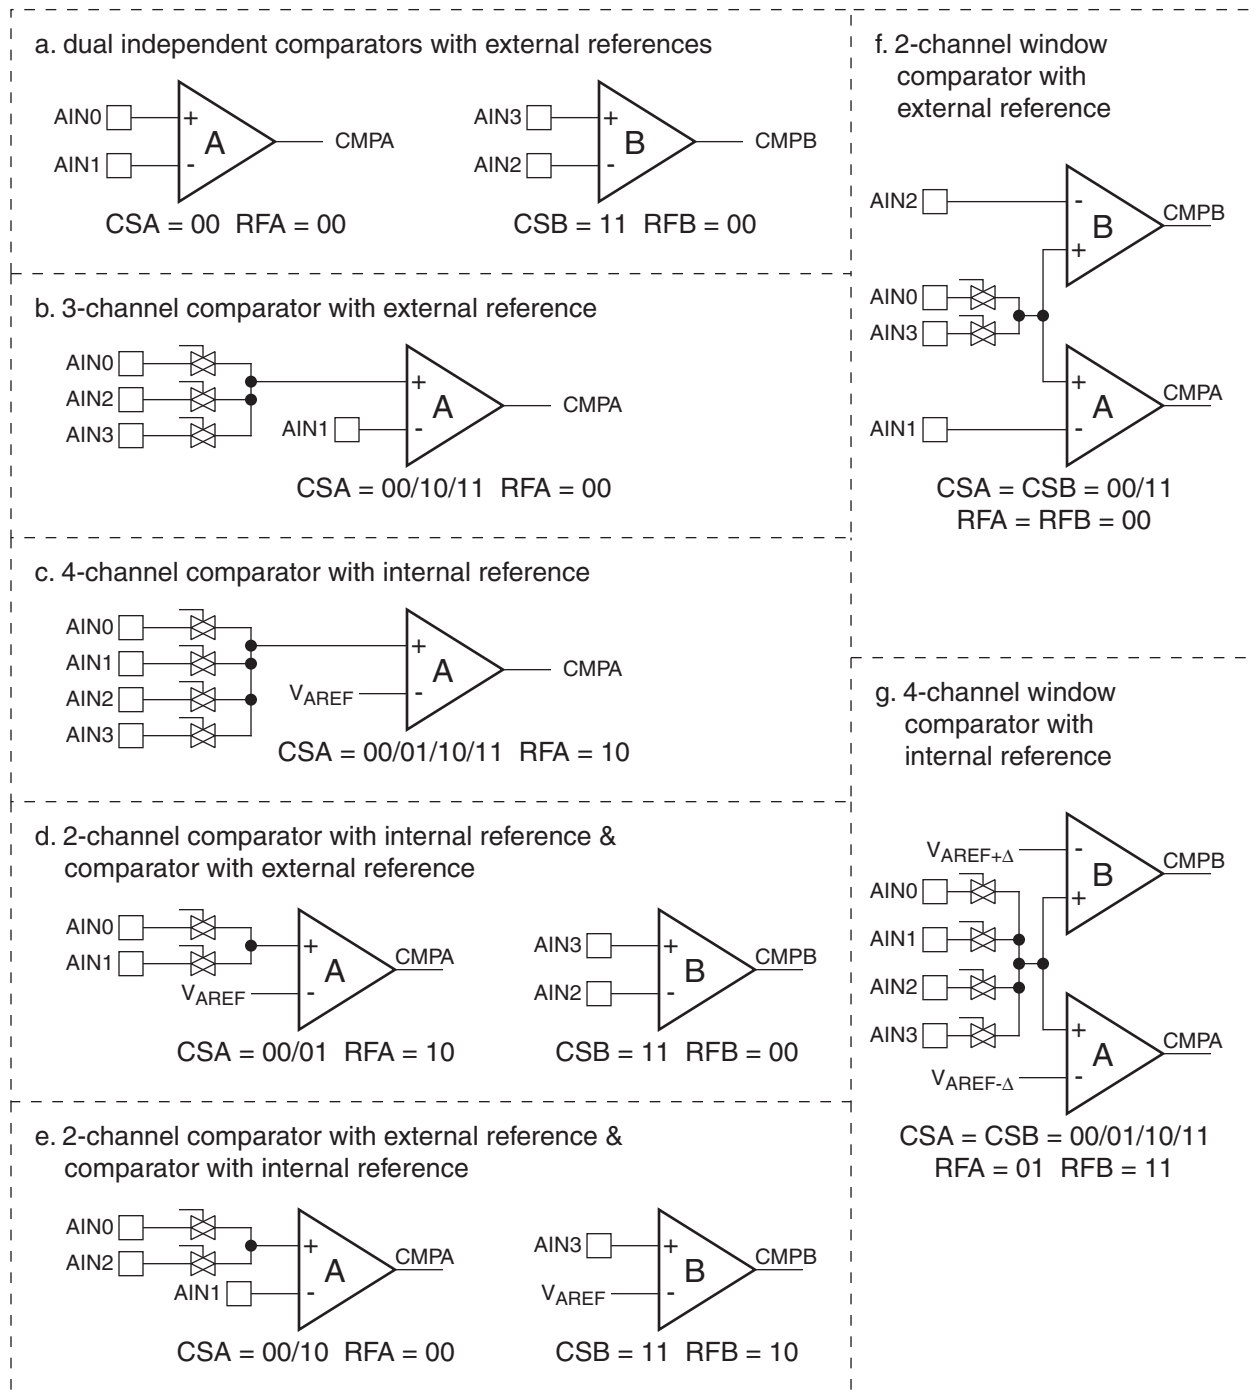 a. dual independent comparators with external references
AIN0
+
A
CMPA
AIN1
-
CSA = 00 RFA = 00
AIN3
+
B
CMPB
AIN2
-
CSB = 11 RFB = 00
b. 3-channel comparator with external reference
AIN0
AIN2
AIN3
+
A
CMPA
AIN1
-
CSA = 00/10/11 RFA = 00
c. 4-channel comparator with internal reference
AIN0
AIN1
AIN2
AIN3
+
A
CMPA
VAREF
-
CSA = 00/01/10/11 RFA = 10
d. 2-channel comparator with internal reference &
comparator with external reference
AIN0
AIN1
+
A
CMPA
VAREF
-
CSA = 00/01 RFA = 10
AIN3
+
B
CMPB
AIN2
-
CSB = 11 RFB = 00
e. 2-channel comparator with external reference &
comparator with internal reference
AIN0
AIN2
+
A
CMPA
AIN1
-
CSA = 00/10 RFA = 00
AIN3
+
B
CMPB
VAREF
-
CSB = 11 RFB = 10
f. 2-channel window
comparator with
external reference
AIN2
-
B
CMPB
+
AIN0
AIN3
+
A
CMPA
AIN1
-
CSA = CSB = 00/11
RFA = RFB = 00
g. 4-channel window
comparator with
internal reference
VAREF+Δ
-
B
CMPB
+
AIN0
AIN1
AIN2
AIN3
+
A
CMPA
VAREF-Δ
-
CSA = CSB = 00/01/10/11
RFA = 01 RFB = 11